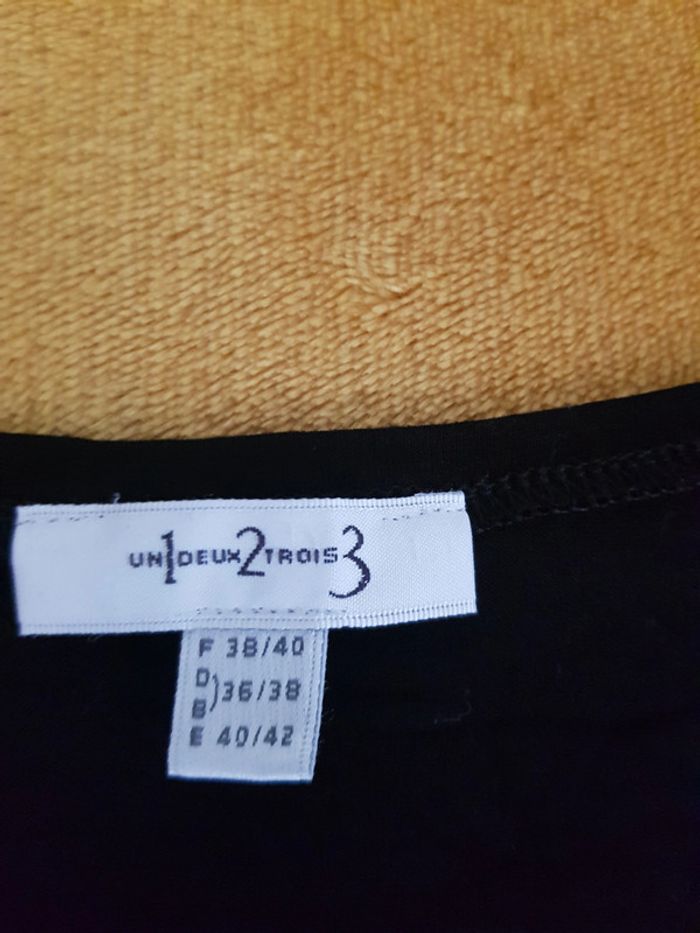 UN1DEUX2TROIS3
F 38/40
D
B
)36/38
E 40/42